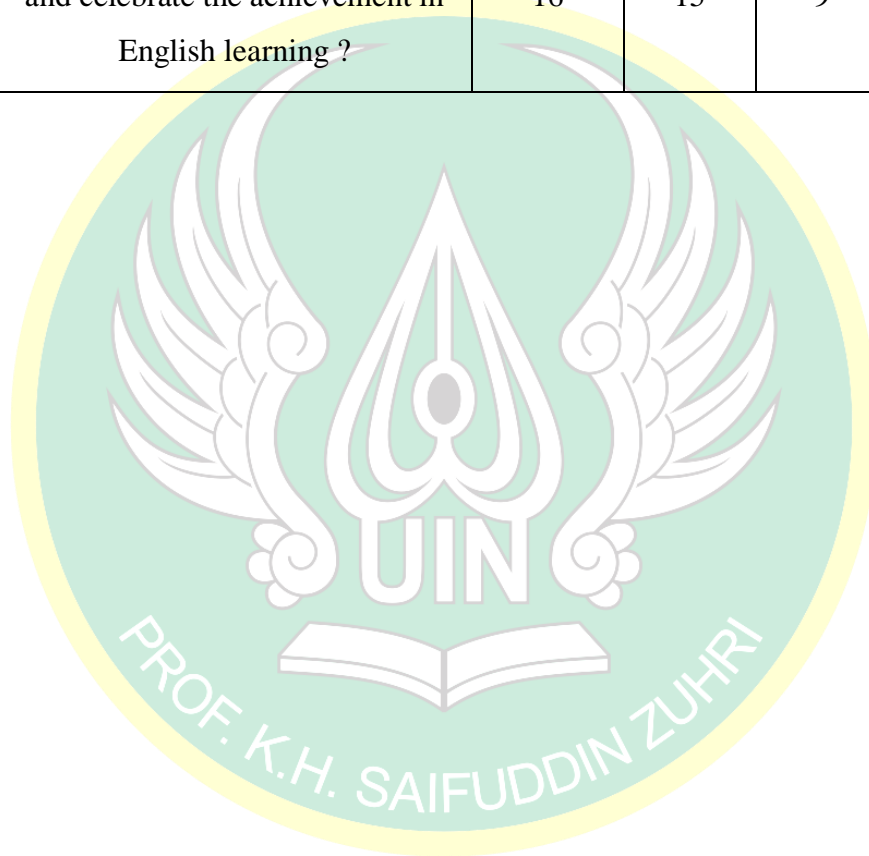 and celebrate the achievement in
English learning ?
UIN
PROF. K.H. SAIFUDDIN ZUHRI